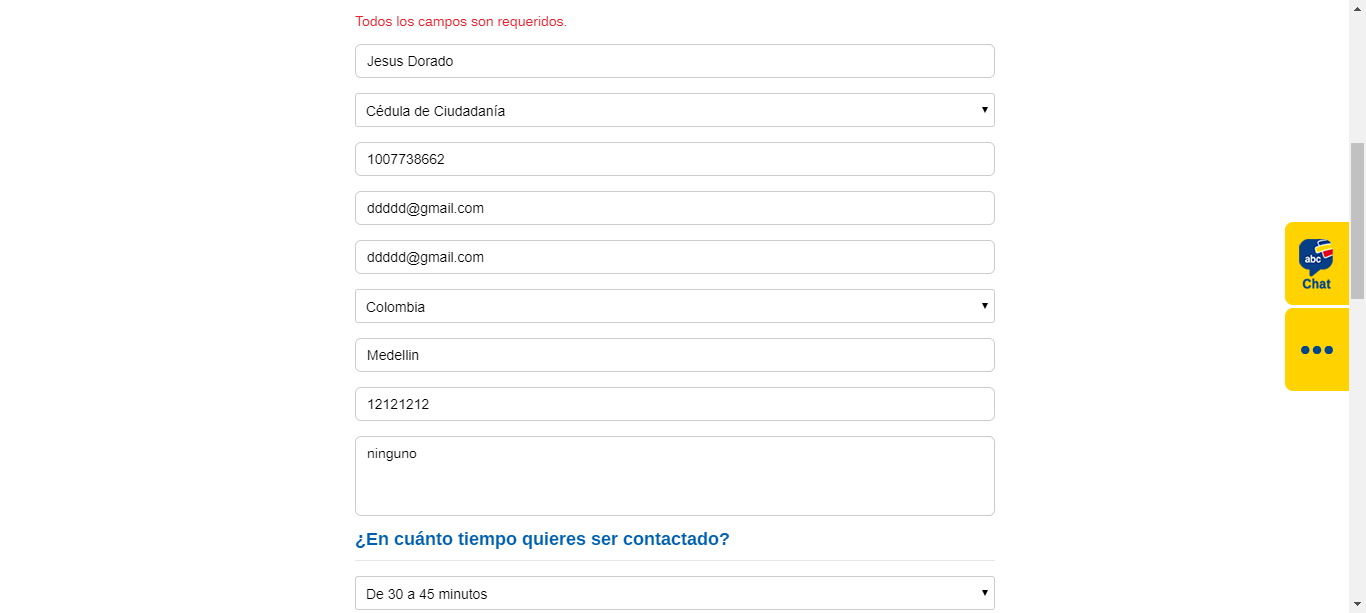 Todos los campos son requeridos.
Jesus Dorado
Cédula de Ciudadanía
1007738662
ddddd@gmail.com
ddddd@gmail.com
Colombia
Medellin
12121212
ninguno
¿En cuánto tiempo quieres ser contactado?
De 30 a 45 minutos
abc
Chat